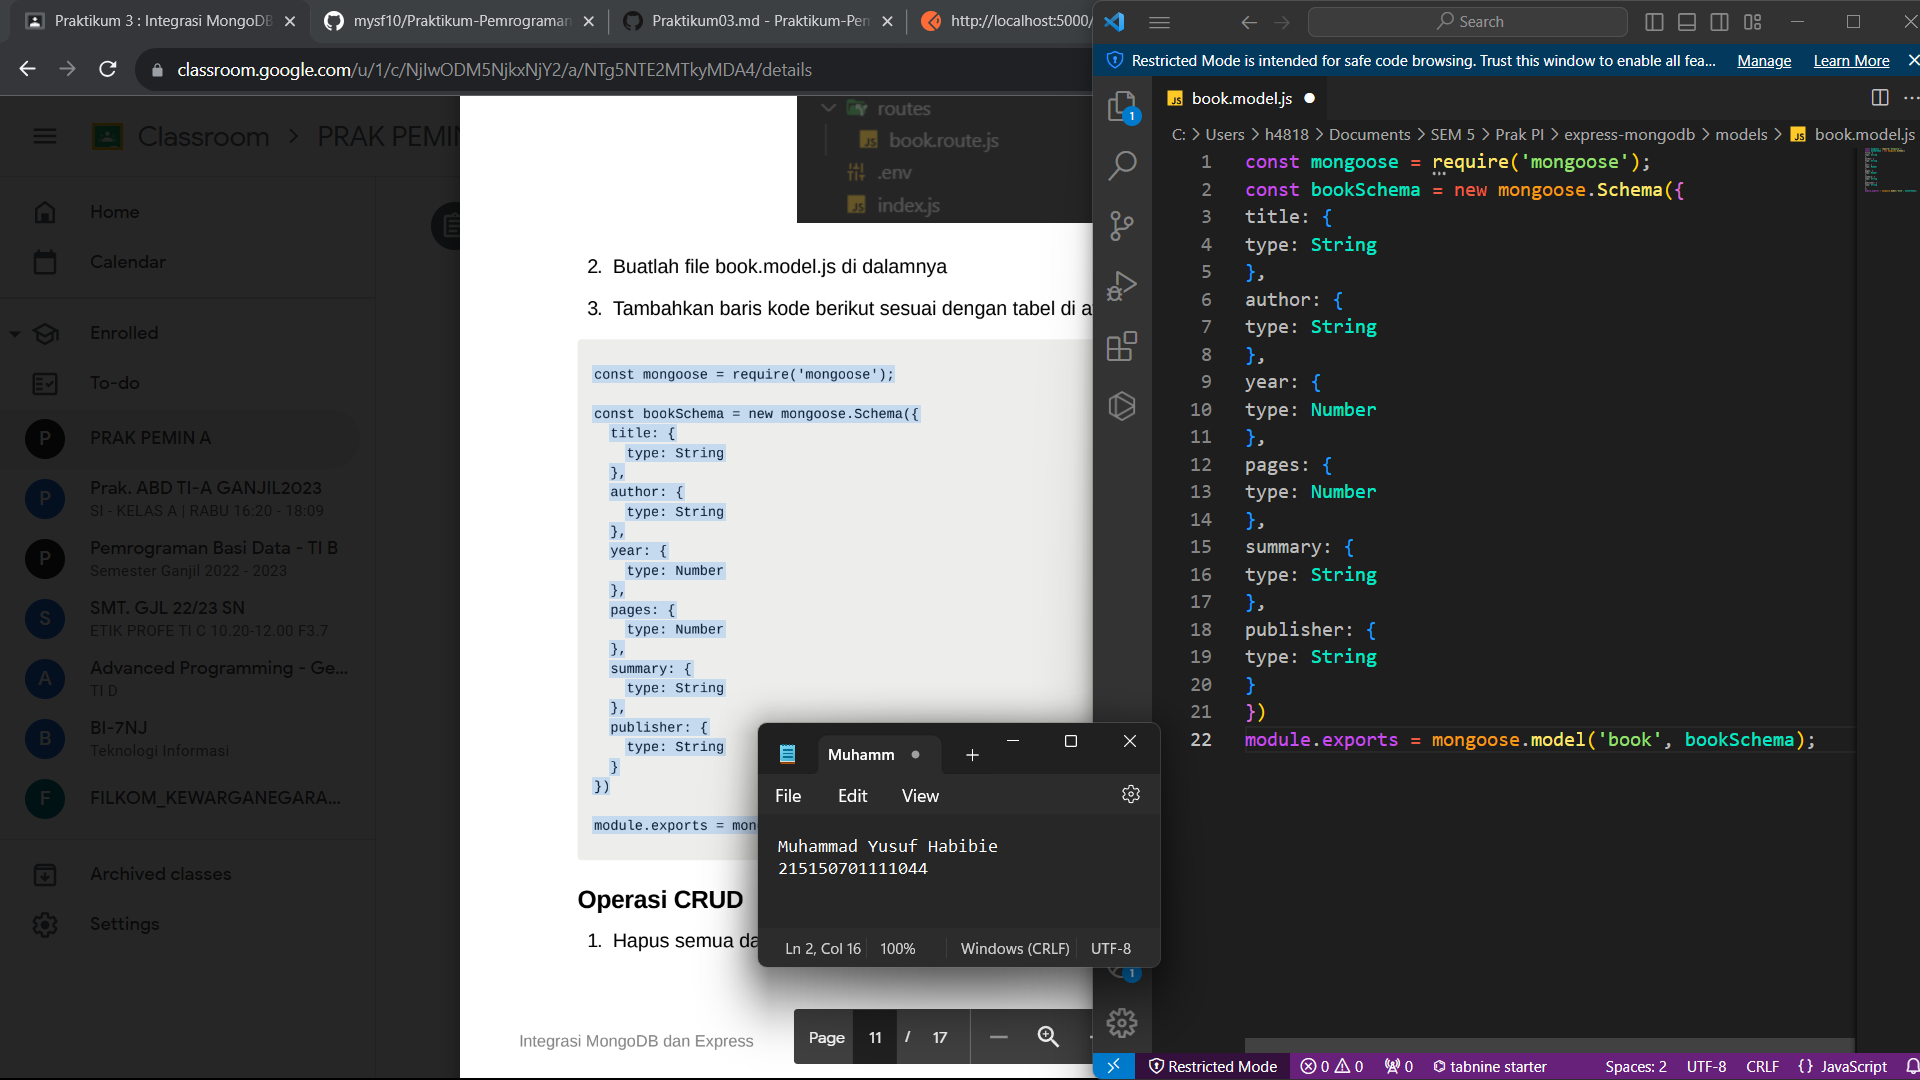 Praktikum 3 : Integrasi MongoDB
mysf10/Praktikum-Pemrograman
Praktikum03.md - Praktikum-Pem
http://localhost:5000/
classroom.google.com/u/1/c/NjIwODM5NjkxNjY2/a/NTg5NTE2MTkyMDA4/details
Classroom > PRAK PEMIN
Home
Calendar
Enrolled
To-do
P PRAK PEMIN A
P Prak. ABD TI-A GANJIL2023
SI - KELAS A | RABU 16:20 - 18:09
P Pemrograman Basi Data - TI B
Semester Ganjil 2022 - 2023
S SMT. GJL 22/23 SN
ETIK PROFE TI C 10.20-12.00 F3.7
A Advanced Programming - Ge...
TI D
B BI-7NJ
Teknologi Informasi
F FILKOM_KEWARGANEGARA...
Archived classes
Settings
routes
JS book.route.js
.env
JS index.js
2. Buatlah file book.model.js di dalamnya
3. Tambahkan baris kode berikut sesuai dengan tabel di
const mongoose = require('mongoose');
const bookSchema = new mongoose.Schema({
title: {
type: String
},
author: {
type: String
},
year: {
type: Number
},
pages: {
type: Number
},
summary: {
type: String
},
publisher: {
type: String
}
})
module.exports =
Operasi CRUD
1. Hapus semua
Integrasi MongoDB dan Express
Page 11 / 17
Muhamm
File Edit View
Muhammad Yusuf Habibie
215150701111044
Ln 2, Col 16 100% Windows (CRLF) UTF-8
Search
Restricted Mode is intended for safe code browsing. Trust this window to enable all fea... Manage Learn More
JS book.model.js
C: > Users > h4818 > Documents > SEM 5 > Prak PI > express-mongodb > models > JS book.model.js
1
1 const mongoose = require('mongoose');
2 const bookSchema = new mongoose.Schema({
3 title: {
4 type: String
5 },
6 author: {
7 type: String
8 },
9 year: {
10 type: Number
11 },
12 pages: {
13 type: Number
14 },
15 summary: {
16 type: String
17 },
18 publisher: {
19 type: String
20 }
21 })
22 module.exports = mongoose.model('book', bookSchema);
1
Restricted Mode 0 0 0 tabnine starter Spaces: 2 UTF-8 CRLF {} JavaScript